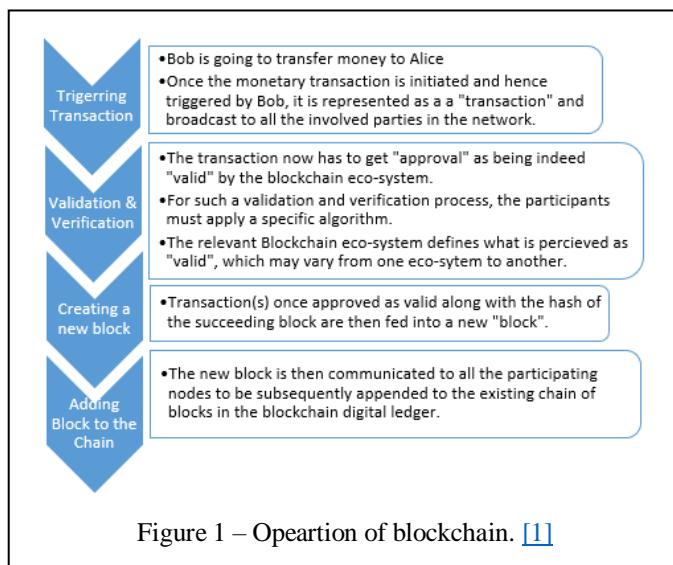 Trigerring
Transaction
•Bob is going to transfer money to Alice
•Once the monetary transaction is initiated and hence
triggered by Bob, it is represented as a a "transaction" and
broadcast to all the involved parties in the network.
Validation &
Verification
•The transaction now has to get "approval" as being indeed
"valid" by the blockchain eco-system.
•For such a validation and verification process, the participants
must apply a specific algorithm.
•The relevant Blockchain eco-system defines what is percieved as
"valid", which may vary from one eco-sytem to another.
Creating a
new block
•Transaction(s) once approved as valid along with the hash of
the succeeding block are then fed into a new "block".
Adding
Block to the
Chain
•The new block is then communicated to all the participating
nodes to be subsequently appended to the existing chain of
blocks in the blockchain digital ledger.
Figure 1 – Opeartion of blockchain. [1]